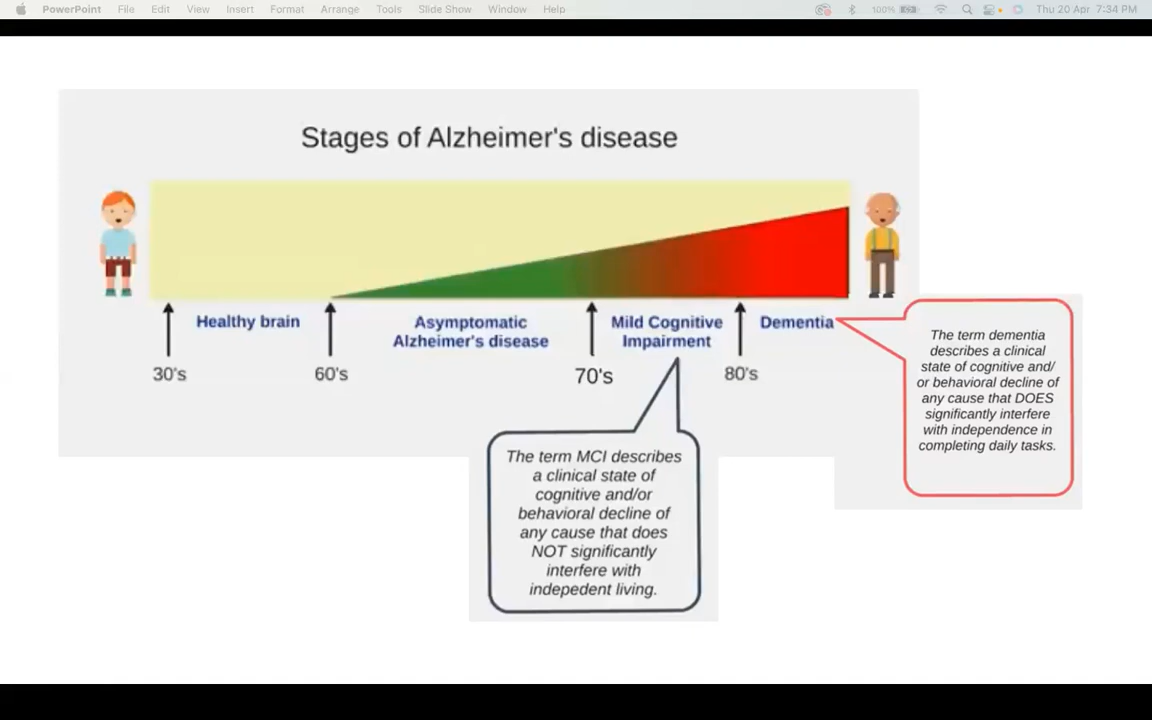 PowerPoint File Edit View Insert Format Arrange Tools Slide Show Window Help 100% Thu 20 Apr 7:34 PM
Stages of Alzheimer's disease
Healthy brain
Asymptomatic
Alzheimer's disease
Mild Cognitive
Impairment
Dementia
30's
60's
70's
80's
The term dementia
describes a clinical
state of cognitive and/
or behavioral decline of
any cause that DOES
significantly interfere
with independence in
completing daily tasks.
The term MCI describes
a clinical state of
cognitive and/or
behavioral decline of
any cause that does
NOT significantly
interfere with
indepedent living.